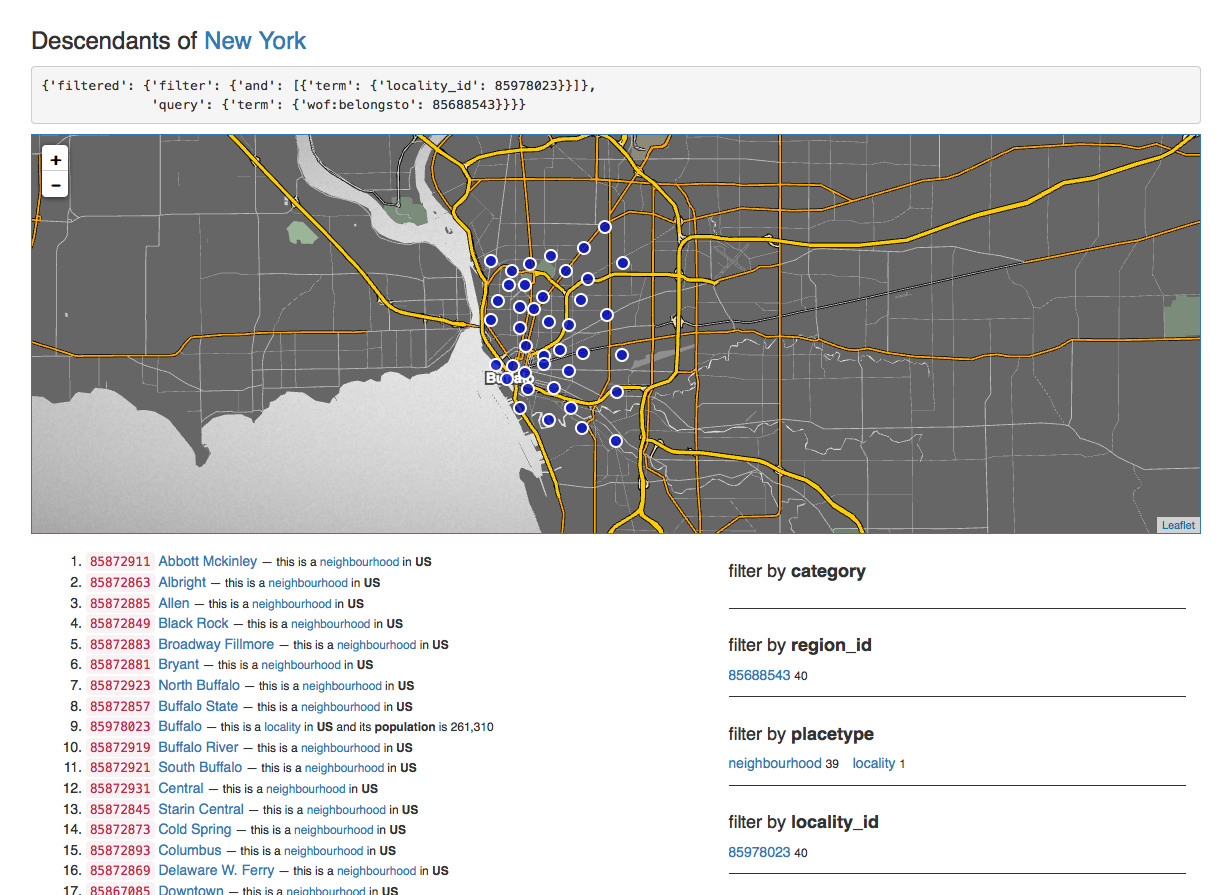 Descendants of New York
{'filtered': {'filter': {'and': [{'term': {'locality_id': 85978023}}]},
'query': {'term': {'wof:belongsto': 85688543}}}}
+
−
Leaflet
1. 85872911 Abbott Mckinley — this is a neighbourhood in US
2. 85872863 Albright — this is a neighbourhood in US
3. 85872885 Allen — this is a neighbourhood in US
4. 85872849 Black Rock — this is a neighbourhood in US
5. 85872883 Broadway Fillmore — this is a neighbourhood in US
6. 85872881 Bryant — this is a neighbourhood in US
7. 85872923 North Buffalo — this is a neighbourhood in US
8. 85872857 Buffalo State — this is a neighbourhood in US
9. 85978023 Buffalo — this is a locality in US and its population is 261,310
10. 85872919 Buffalo River — this is a neighbourhood in US
11. 85872921 South Buffalo — this is a neighbourhood in US
12. 85872931 Central — this is a neighbourhood in US
13. 85872845 Starin Central — this is a neighbourhood in US
14. 85872873 Cold Spring — this is a neighbourhood in US
15. 85872893 Columbus — this is a neighbourhood in US
16. 85872869 Delaware W. Ferry — this is a neighbourhood in US
17. 85867085 Downtown — this is a neighbourhood in US
filter by category
filter by region_id
85688543 40
filter by placetype
neighbourhood 39 locality 1
filter by locality_id
85978023 40